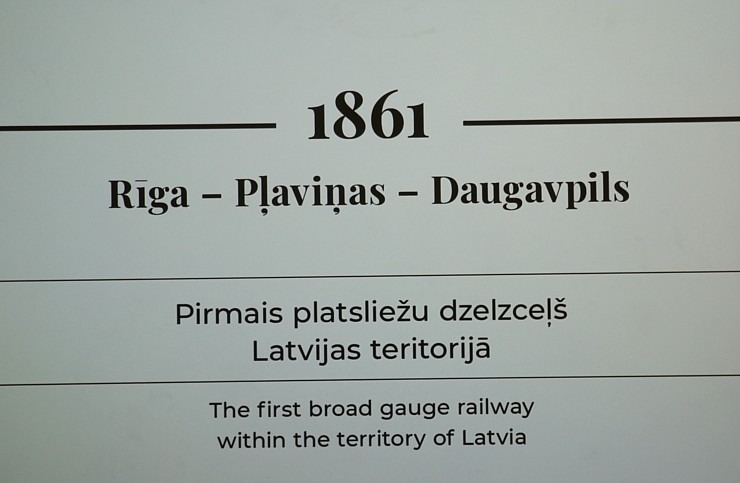 1861
Rīga – Pļaviņas – Daugavpils
Pirmais platsliežu dzelzceļš
Latvijas teritorijā
The first broad gauge railway
within the territory of Latvia